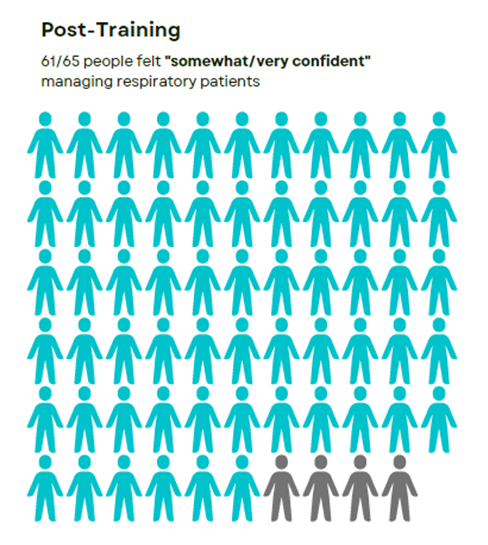 Post-Training
61/65 people felt "somewhat/very confident"
managing respiratory patients